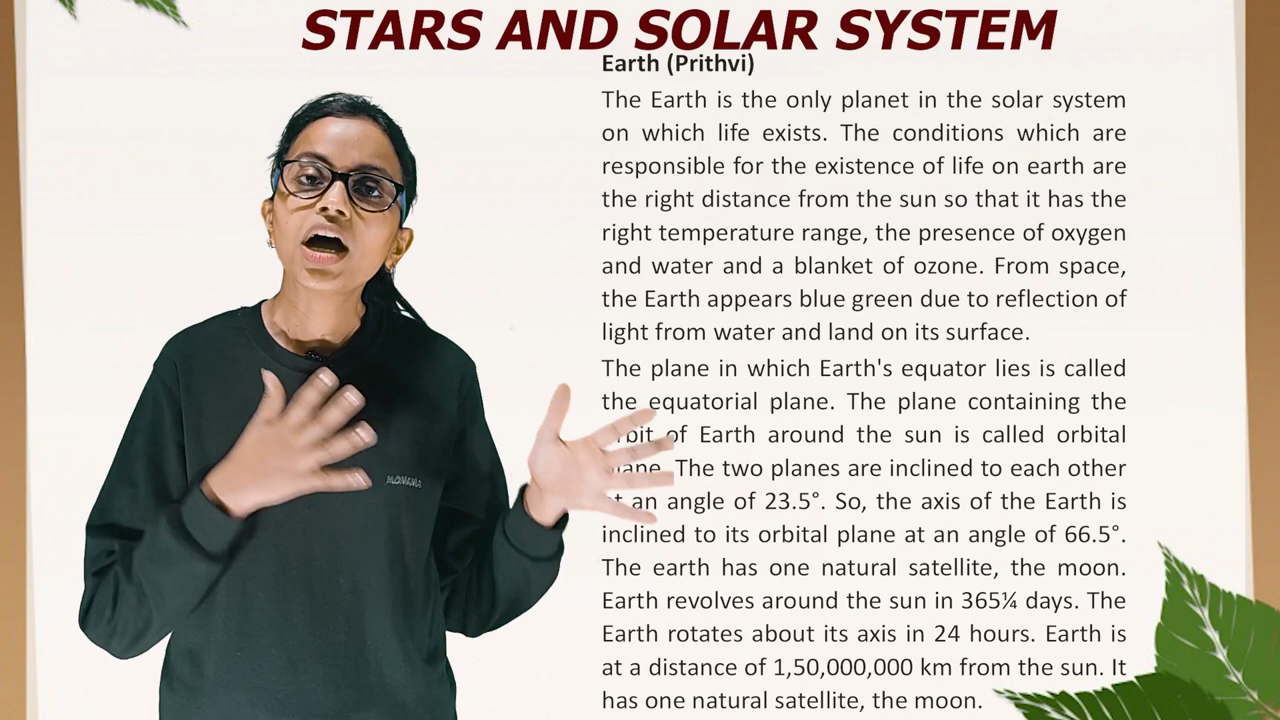 STARS AND SOLAR SYSTEM
Earth (Prithvi)
The Earth is the only planet in the solar system
on which life exists. The conditions which are
responsible for the existence of life on earth are
the right distance from the sun so that it has the
right temperature range, the presence of oxygen
and water and a blanket of ozone. From space,
the Earth appears blue green due to reflection of
light from water and land on its surface.
The plane in which Earth's equator lies is called
the equatorial plane. The plane containing the
of Earth around the sun is called orbital
The two planes are inclined to each other
an angle of 23.5°. So, the axis of the Earth is
inclined to its orbital plane at an angle of 66.5°.
The earth has one natural satellite, the moon.
Earth revolves around the sun in 365¼ days. The
Earth rotates about its axis in 24 hours. Earth is
at a distance of 1,50,000,000 km from the sun. It
has one natural satellite, the moon.